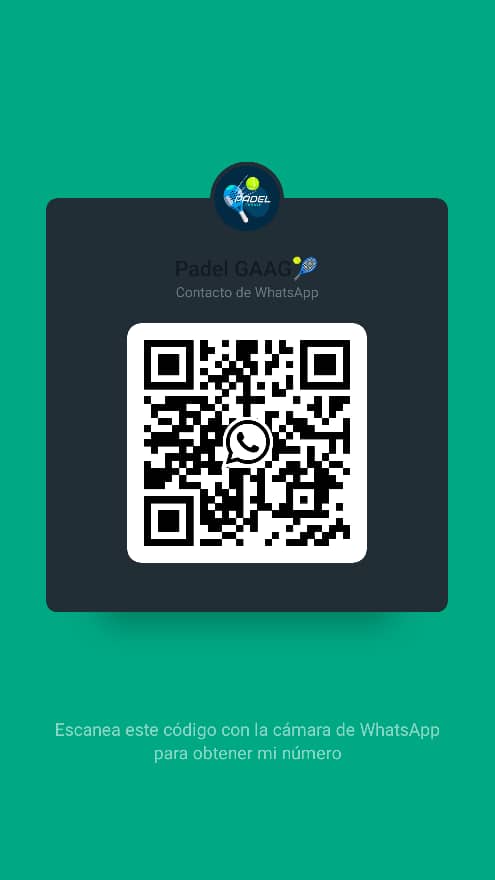 PADEL
Padel GAAG🎾
Contacto de WhatsApp
Escanea este código con la cámara de WhatsApp
para obtener mi número